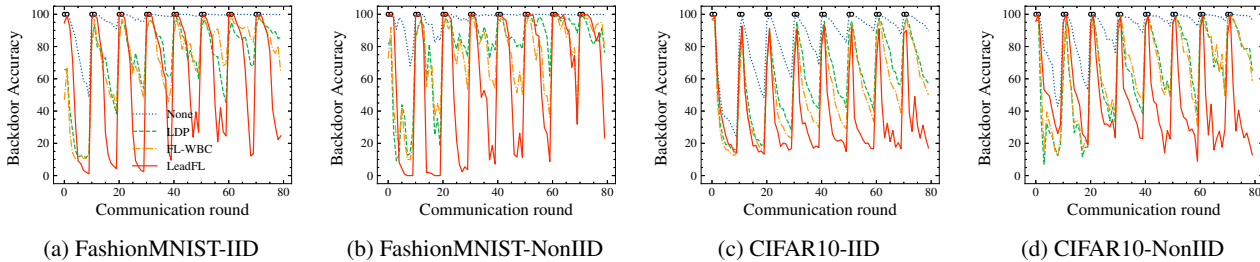 Backdoor Accuracy
100
80
60
40
20
0
None
LDP
FL-WBC
LeadFL
0 20 40 60 80
Communication round
(a) FashionMNIST-IID
Backdoor Accuracy
100
80
60
40
20
0
0 20 40 60 80
Communication round
(b) FashionMNIST-NonIID
Backdoor Accuracy
100
80
60
40
20
0
0 20 40 60 80
Communication round
(c) CIFAR10-IID
Backdoor Accuracy
100
80
60
40
20
0
0 20 40 60 80
Communication round
(d) CIFAR10-NonIID